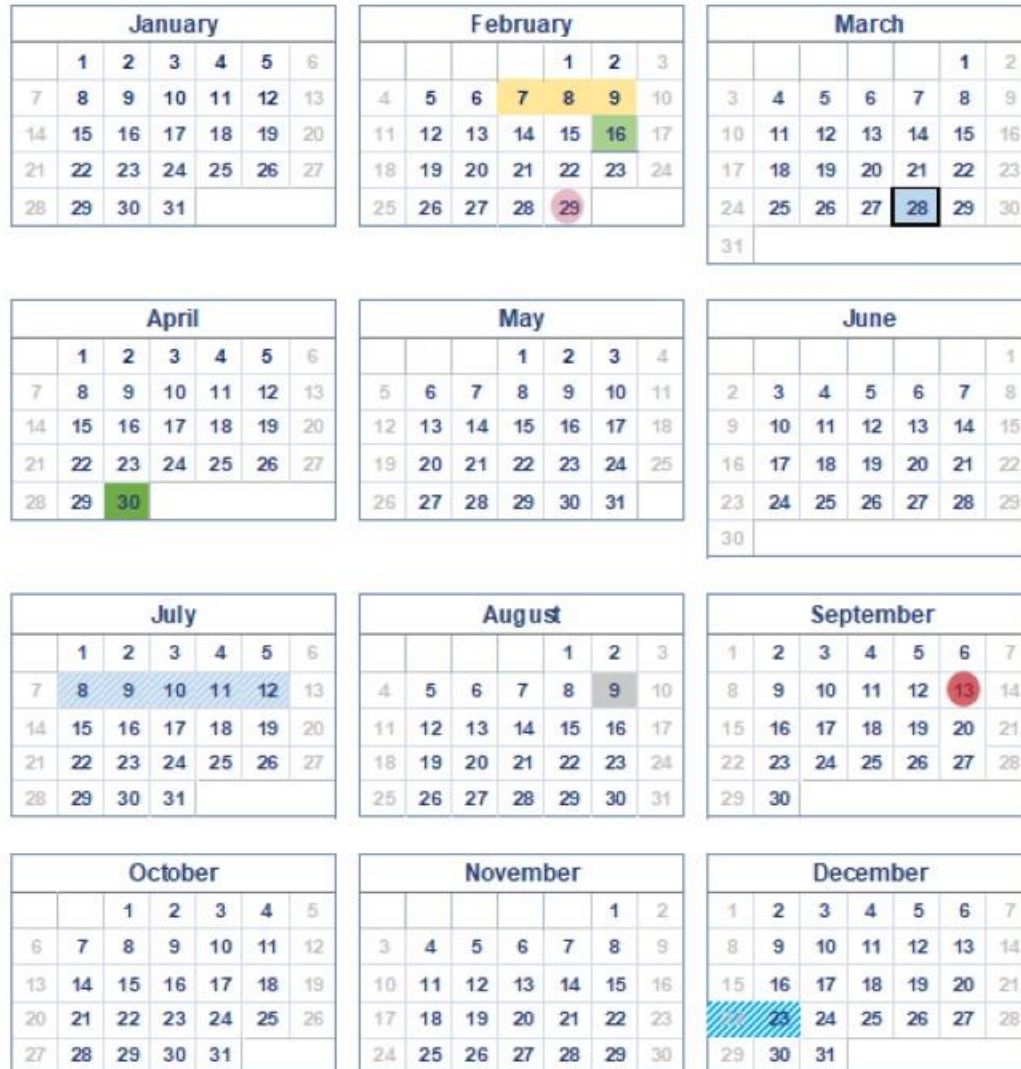 January
1 2 3 4 5 6
7 8 9 10 11 12 13
14 15 16 17 18 19 20
21 22 23 24 25 26 27
28 29 30 31
February
1 2 3
4 5 6 7 8 9 10
11 12 13 14 15 16 17
18 19 20 21 22 23 24
25 26 27 28 29
March
1 2
3 4 5 6 7 8 9
10 11 12 13 14 15 16
17 18 19 20 21 22 23
24 25 26 27 28 29 30
31
April
1 2 3 4 5 6
7 8 9 10 11 12 13
14 15 16 17 18 19 20
21 22 23 24 25 26 27
28 29 30
May
1 2 3 4
5 6 7 8 9 10 11
12 13 14 15 16 17 18
19 20 21 22 23 24 25
26 27 28 29 30 31
June
1
2 3 4 5 6 7 8
9 10 11 12 13 14 15
16 17 18 19 20 21 22
23 24 25 26 27 28 29
30
July
1 2 3 4 5 6
7 8 9 10 11 12 13
14 15 16 17 18 19 20
21 22 23 24 25 26 27
28 29 30 31
August
1 2 3
4 5 6 7 8 9 10
11 12 13 14 15 16 17
18 19 20 21 22 23 24
25 26 27 28 29 30 31
September
1 2 3 4 5 6 7
8 9 10 11 12 13 14
15 16 17 18 19 20 21
22 23 24 25 26 27 28
29 30
October
1 2 3 4 5
6 7 8 9 10 11 12
13 14 15 16 17 18 19
20 21 22 23 24 25 26
27 28 29 30 31
November
1 2
3 4 5 6 7 8 9
10 11 12 13 14 15 16
17 18 19 20 21 22 23
24 25 26 27 28 29 30
December
1 2 3 4 5 6 7
8 9 10 11 12 13 14
15 16 17 18 19 20 21
23 24 25 26 27 28
29 30 31